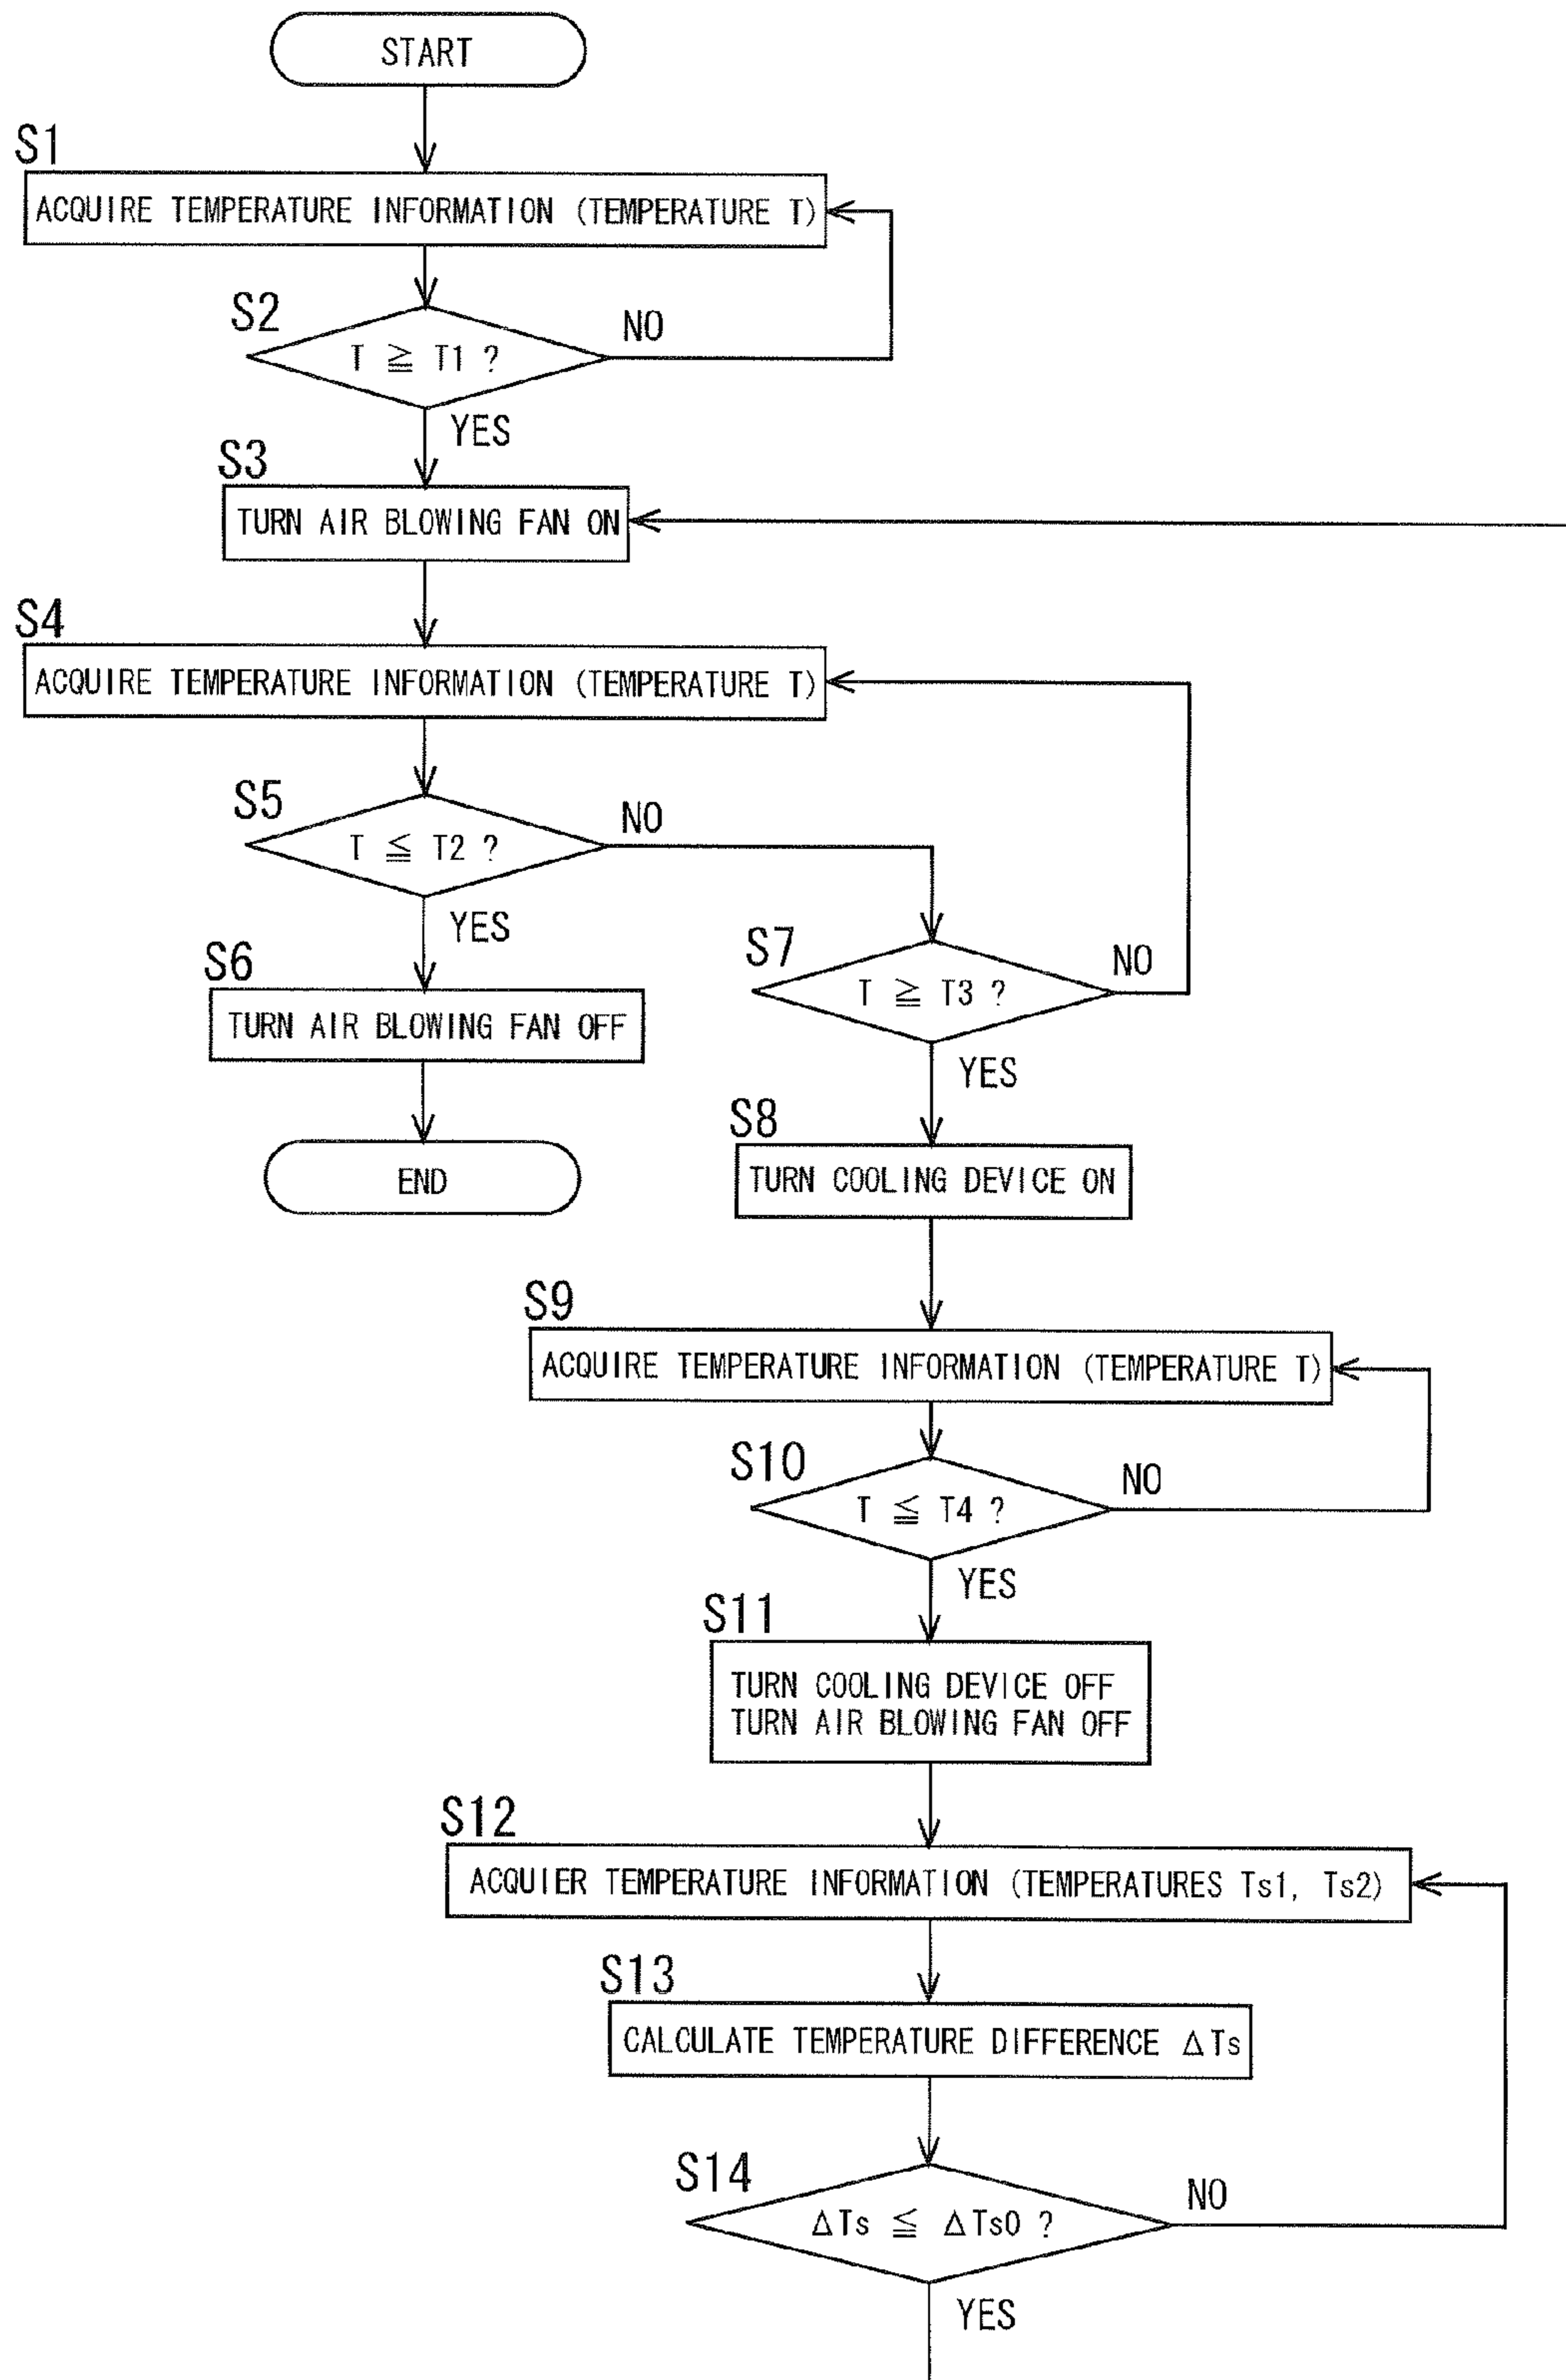 START
S1
ACQUIRE TEMPERATURE INFORMATION (TEMPERATURE T)
S2
T ≧ T1 ?
NO
YES
S3
TURN AIR BLOWING FAN ON
S4
ACQUIRE TEMPERATURE INFORMATION (TEMPERATURE T)
S5
T ≦ T2 ?
NO
YES
S6
TURN AIR BLOWING FAN OFF
END
S7
T ≧ T3 ?
NO
YES
S8
TURN COOLING DEVICE ON
S9
ACQUIRE TEMPERATURE INFORMATION (TEMPERATURE T)
S10
T ≦ T4 ?
NO
YES
S11
TURN COOLING DEVICE OFF
TURN AIR BLOWING FAN OFF
S12
ACQUIER TEMPERATURE INFORMATION (TEMPERATURES Ts1, Ts2)
S13
CALCULATE TEMPERATURE DIFFERENCE ΔTs
S14
ΔTs ≦ ΔTs0 ?
NO
YES